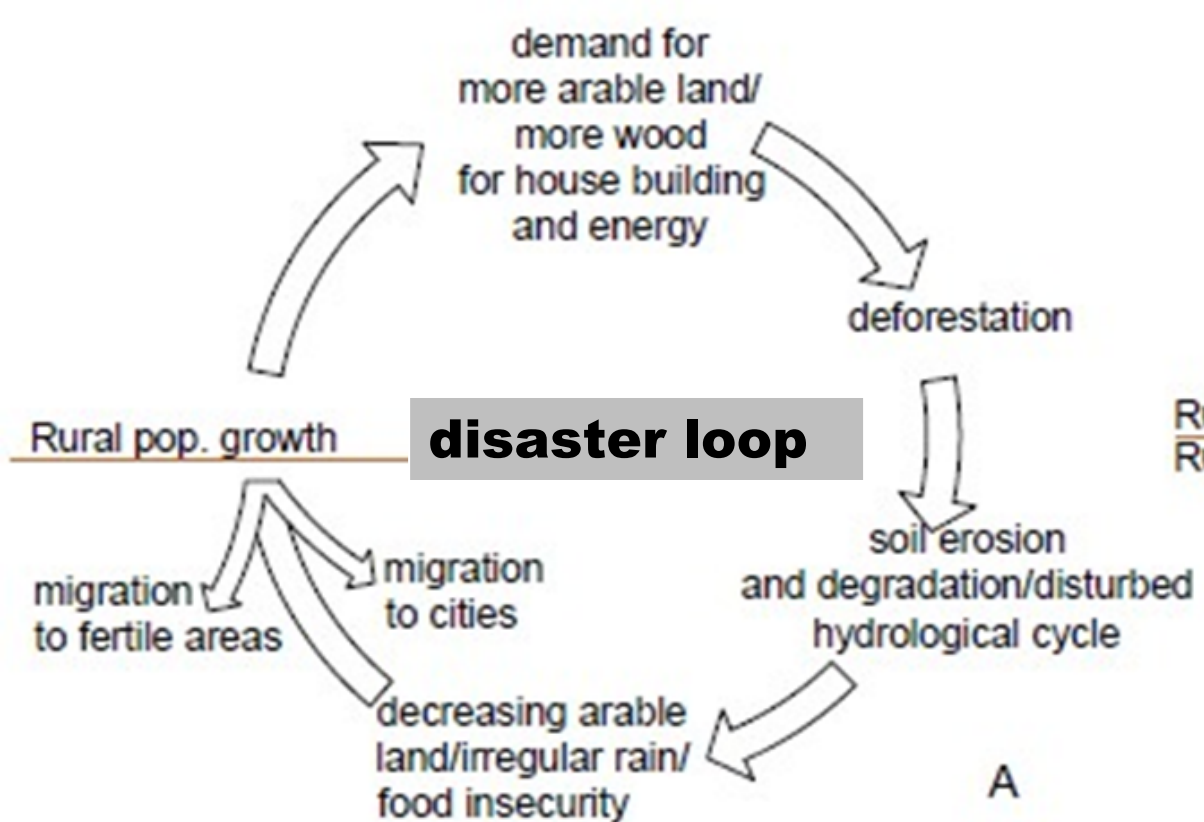 demand for
more arable land/
more wood
for house building
and energy
deforestation
Rural pop. growth
disaster loop
soil erosion
and degradation/disturbed
hydrological cycle
migration
to fertile areas
migration
to cities
decreasing arable
land/irregular rain/
food insecurity
A